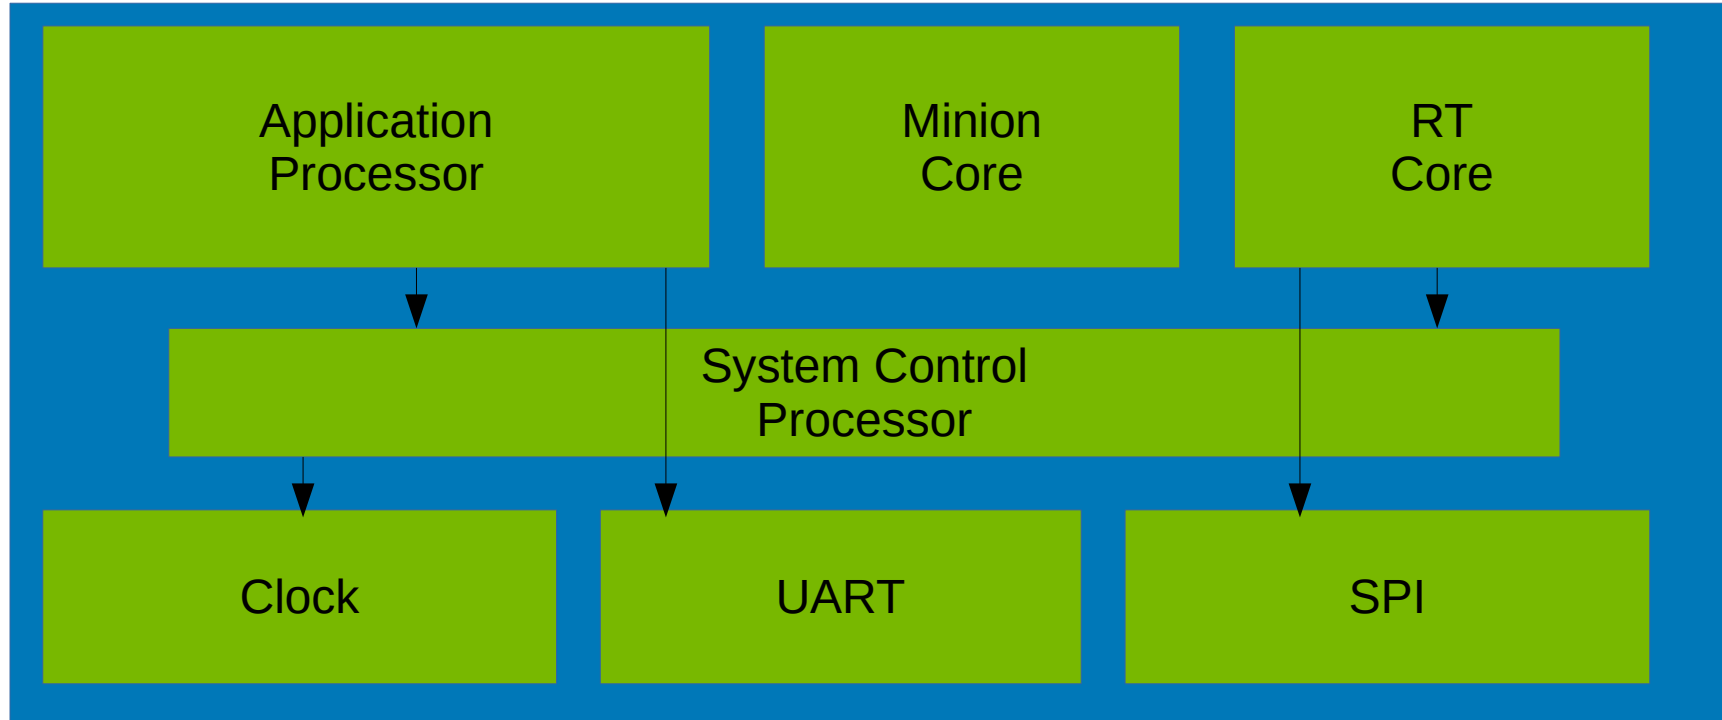 Application
Processor
Minion
Core
RT
Core
System Control
Processor
Clock
UART
SPI